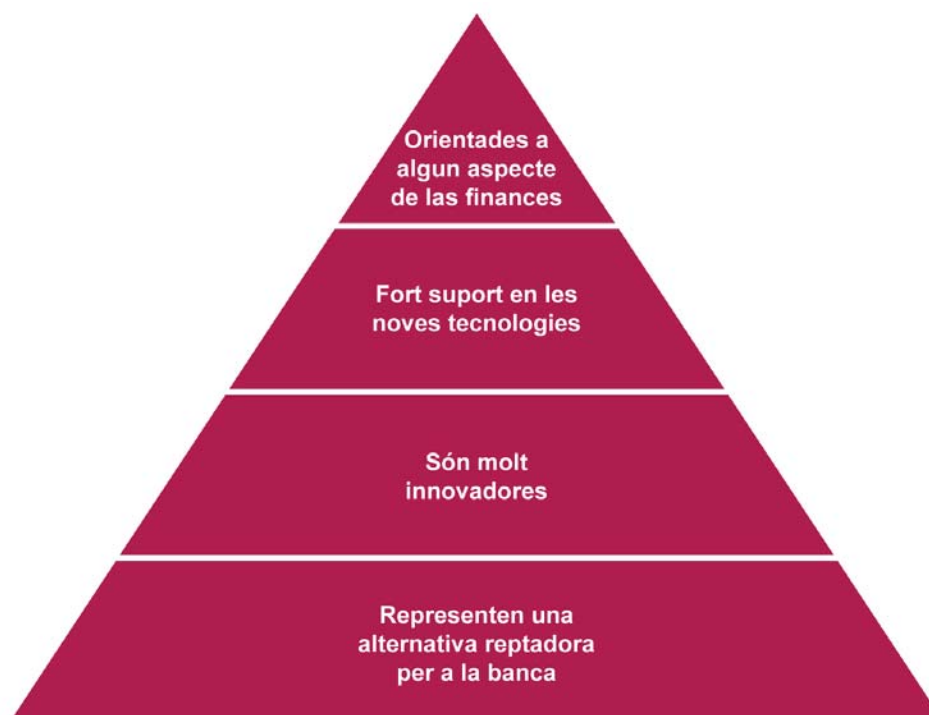 Orientades a
algun aspecte
de las finances
Fort suport en les
noves tecnologies
Són molt
innovadores
Representen una
alternativa reptadora
per a la banca